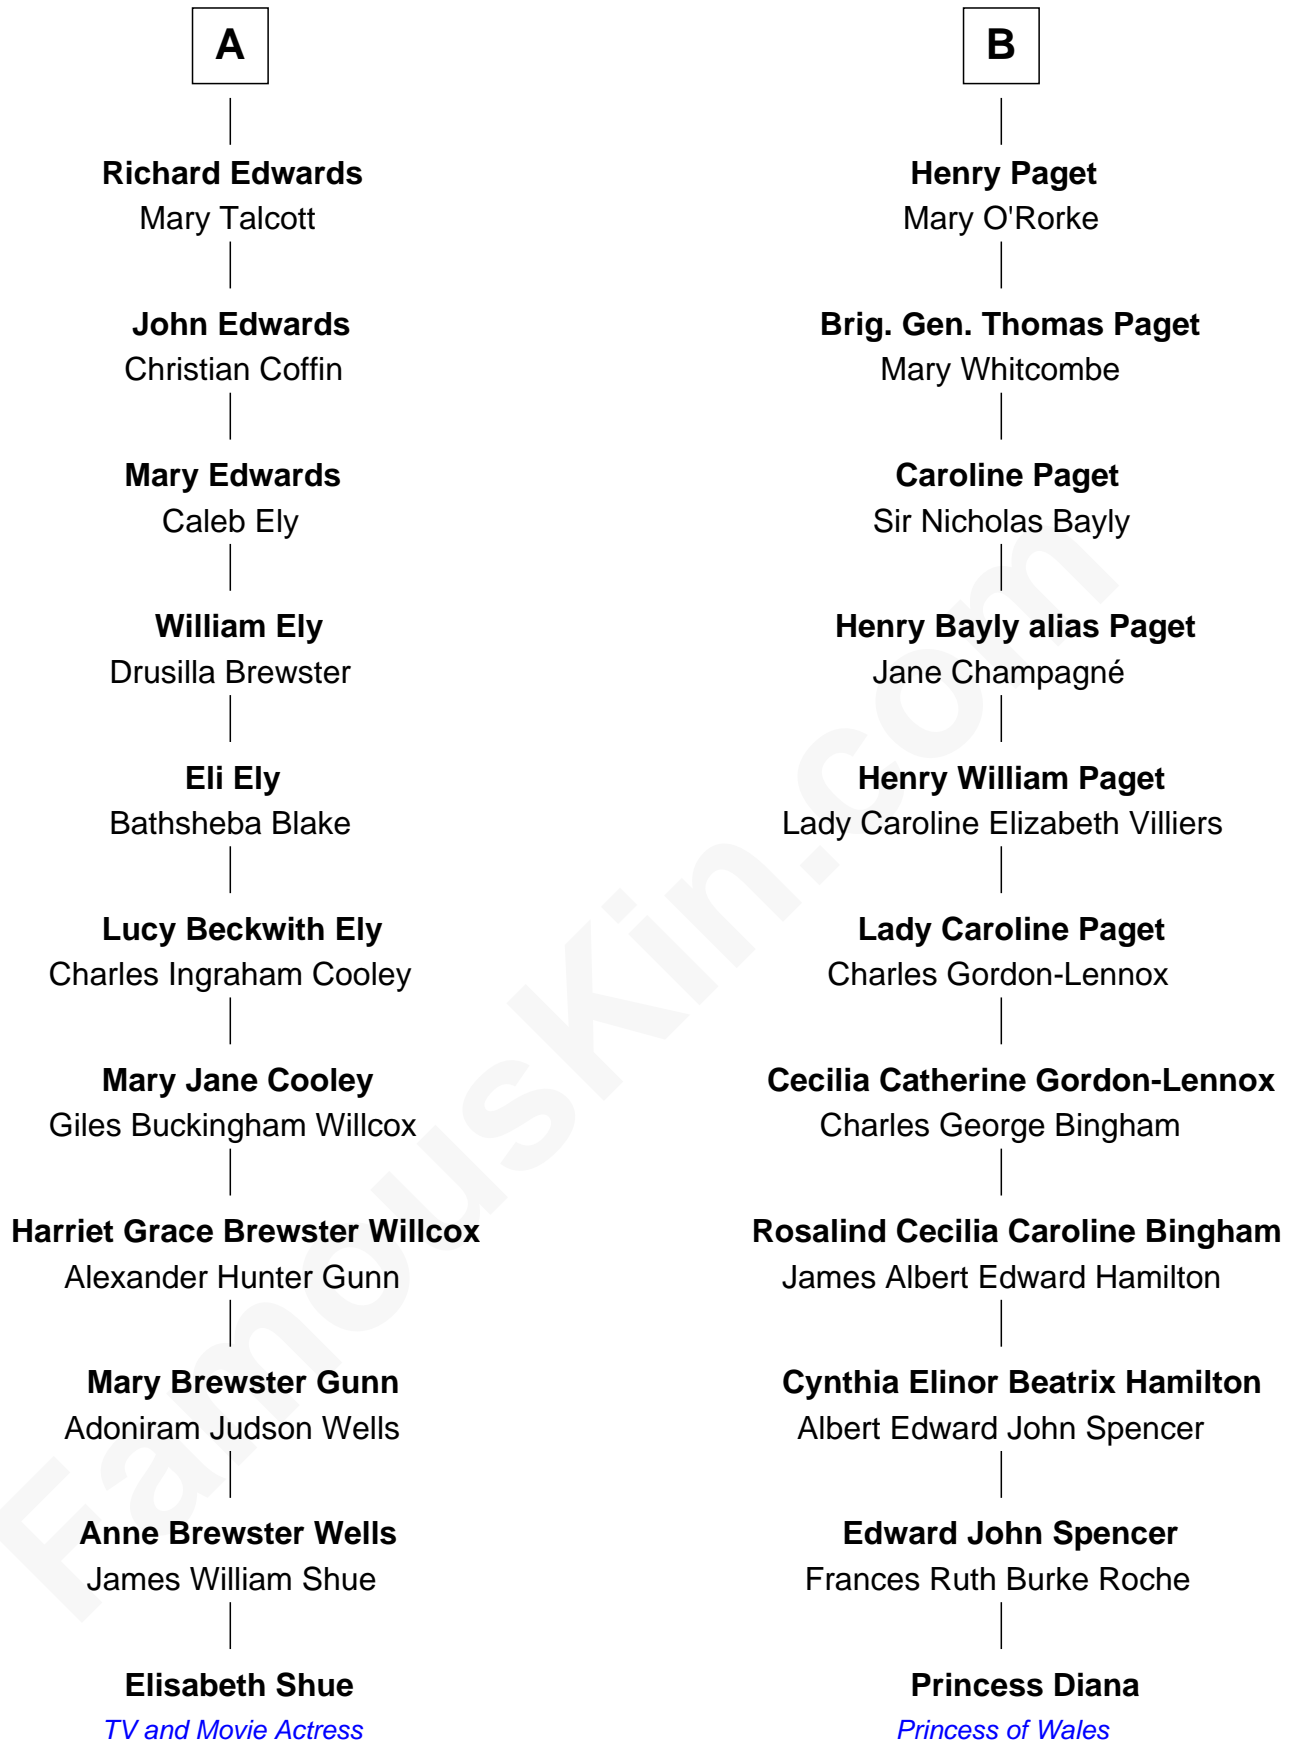 A
Richard Edwards
Mary Talcott
John Edwards
Christian Coffin
Mary Edwards
Caleb Ely
William Ely
Drusilla Brewster
Eli Ely
Bathsheba Blake
Lucy Beckwith Ely
Charles Ingraham Cooley
Mary Jane Cooley
Giles Buckingham Willcox
Harriet Grace Brewster Willcox
Alexander Hunter Gunn
Mary Brewster Gunn
Adoniram Judson Wells
Anne Brewster Wells
James William Shue
Elisabeth Shue
TV and Movie Actress
B
Henry Paget
Mary O'Rorke
Brig. Gen. Thomas Paget
Mary Whitcombe
Caroline Paget
Sir Nicholas Bayly
Henry Bayly alias Paget
Jane Champagné
Henry William Paget
Lady Caroline Elizabeth Villiers
Lady Caroline Paget
Charles Gordon-Lennox
Cecilia Catherine Gordon-Lennox
Charles George Bingham
Rosalind Cecilia Caroline Bingham
James Albert Edward Hamilton
Cynthia Elinor Beatrix Hamilton
Albert Edward John Spencer
Edward John Spencer
Frances Ruth Burke Roche
Princess Diana
Princess of Wales
FamousKin.com